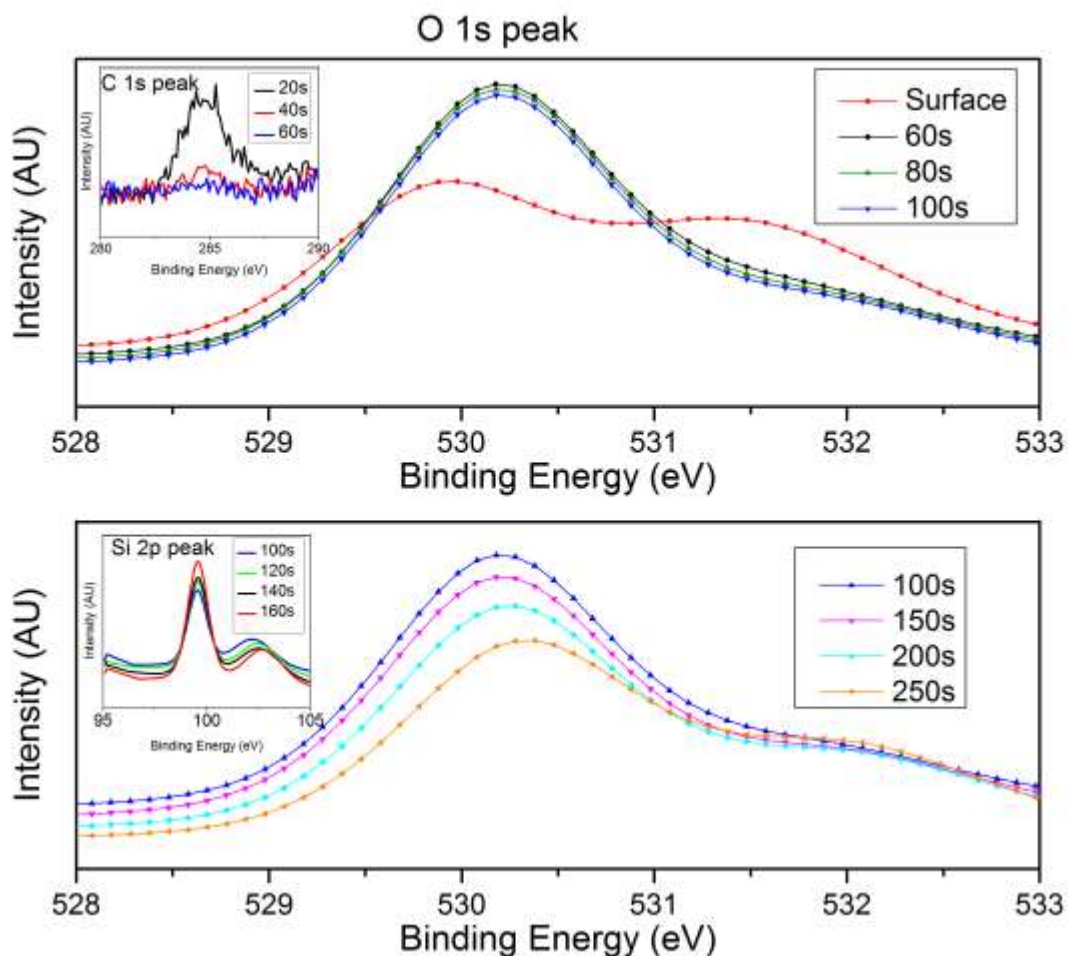 O 1s peak
C 1s peak
20s
40s
60s
Intensity (AU)
280 285 290
Binding Energy (eV)
Surface
60s
80s
100s
Intensity (AU)
528 529 530 531 532 533
Binding Energy (eV)
Si 2p peak
100s
120s
140s
160s
Intensity (AU)
95 100 105
Binding Energy (eV)
100s
150s
200s
250s
Intensity (AU)
528 529 530 531 532 533
Binding Energy (eV)